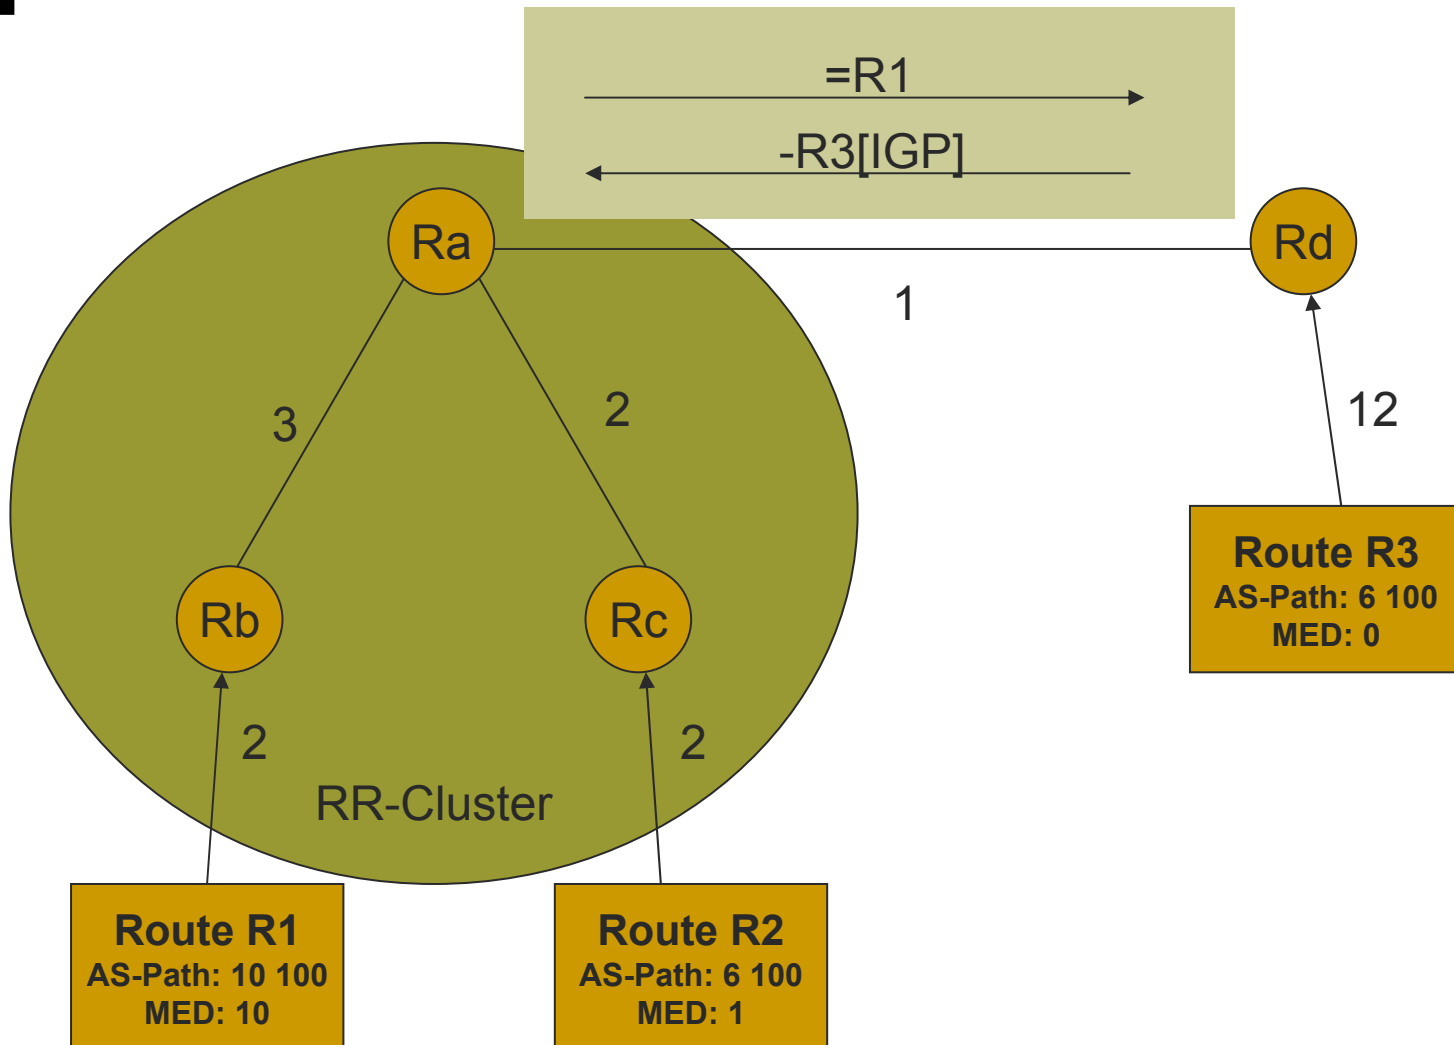 =R1
-R3[IGP]
Ra
Rd
1
3
2
12
Rb
Rc
Route R3
AS-Path: 6 100
MED: 0
2
2
RR-Cluster
Route R1
AS-Path: 10 100
MED: 10
Route R2
AS-Path: 6 100
MED: 1